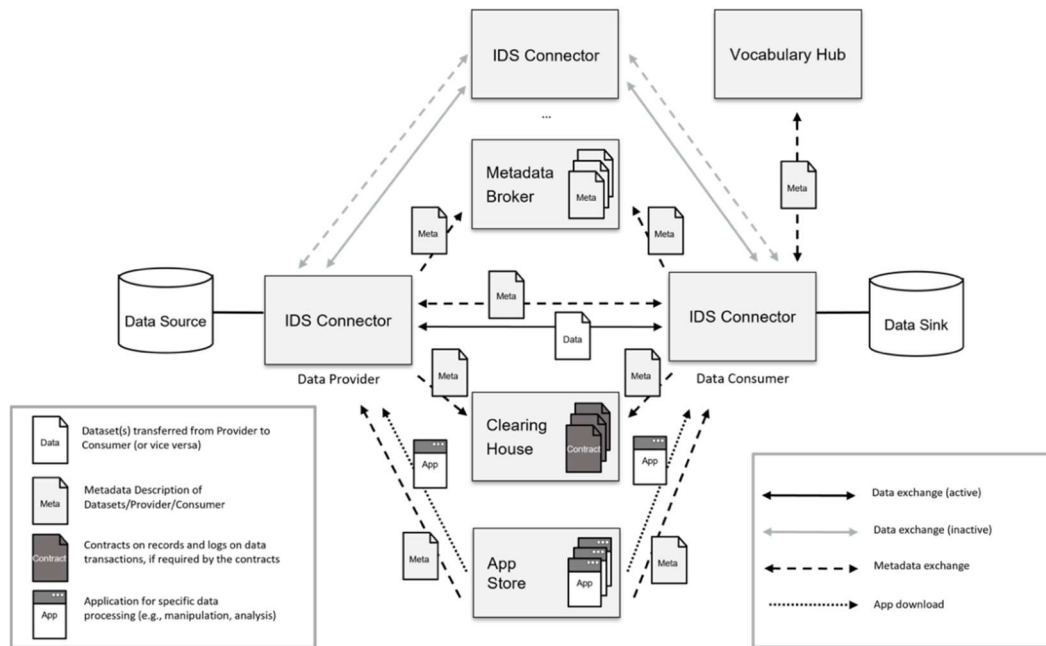 IDS Connector
Vocabulary Hub
...
Metadata
Broker
Meta
Meta
Meta
Meta
Data Source
IDS Connector
Meta
IDS Connector
Data Sink
Data
Data Provider
Data Consumer
Meta
Meta
Clearing
House
Contract
App
App
Meta
App
Store
App
Meta
Data
Dataset(s) transferred from Provider to
Consumer (or vice versa)
Meta
Metadata Description of
Datasets/Provider/Consumer
Contract
Contracts on records and logs on data
transactions, if required by the contracts
App
Application for specific data
processing (e.g., manipulation, analysis)
Data exchange (active)
Data exchange (inactive)
Metadata exchange
App download